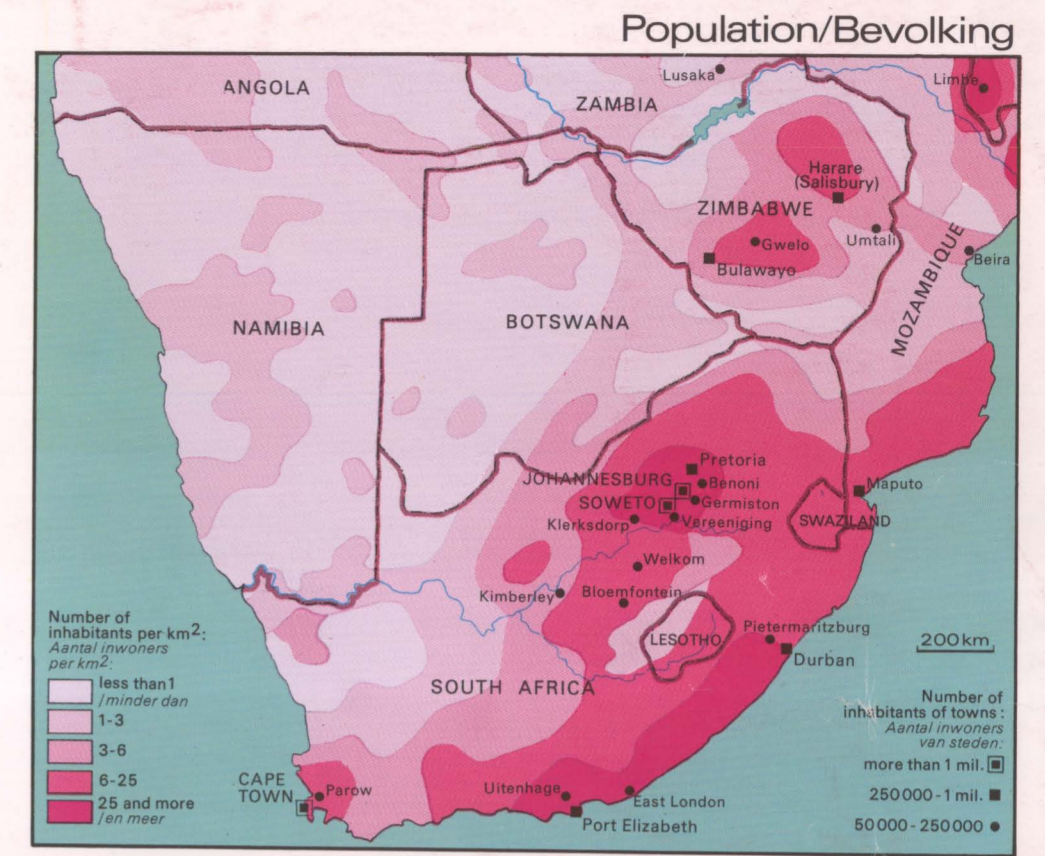 Population/Bevolking
ANGOLA
ZAMBIA
Lusaka
Limbe
Harare
(Salisbury)
ZIMBABWE
Umtali
Gwelo
Bulawayo
MOZAMBIQUE
Beira
NAMIBIA
BOTSWANA
Pretoria
JOHANNESBURG
Benoni
SOWETO
Germiston
Klerksdorp
Vereeniging
Maputo
SWAZILAND
Welkom
Kimberley
Bloemfontein
LESOTHO
Pietermaritzburg
Durban
200km
SOUTH AFRICA
CAPE
TOWN
Parow
Uitenhage
East London
Port Elizabeth
Number of
inhabitants per km2:
Aantal inwoners
per km2:
less than 1
/minder dan
1-3
3-6
6-25
25 and more
/en meer
Number of
inhabitants of towns :
Aantal inwoners
van steden:
more than 1 mil.
250000-1 mil.
50000-250000